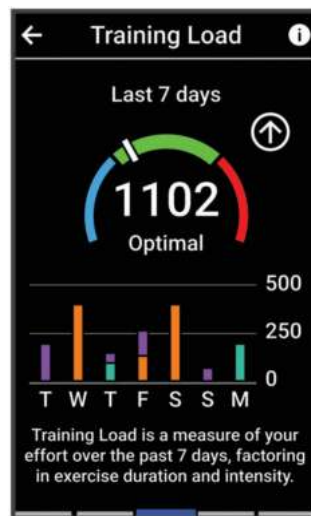 Training Load i
Last 7 days
1102
Optimal
500
250
0
T W T F S S M
Training Load is a measure of your
effort over the past 7 days, factoring
in exercise duration and intensity.